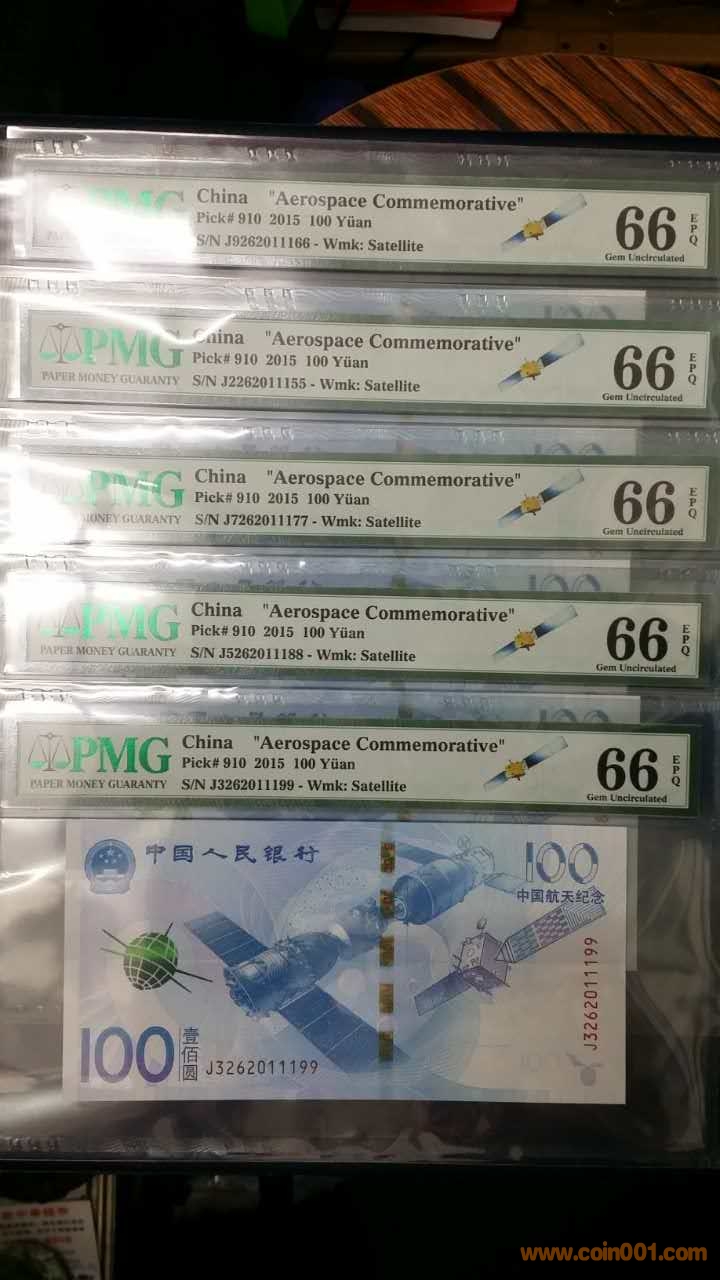 PMG
China "Aerospace Commemorative"
Pick# 910 2015 100 Yüan
S/N J9262011166 - Wmk: Satellite
66
EPQ
Gem Uncirculated
PMG
PAPER MONEY GUARANTY
China "Aerospace Commemorative"
Pick# 910 2015 100 Yüan
S/N J2262011155 - Wmk: Satellite
66
EPQ
Gem Uncirculated
100
PMG
MONEY GUARANTY
China "Aerospace Commemorative"
Pick# 910 2015 100 Yüan
S/N J7262011177 - Wmk: Satellite
66
EPQ
Gem Uncirculated
100
PMG
PAPER MONEY GUARANTY
China "Aerospace Commemorative"
Pick# 910 2015 100 Yüan
S/N J5262011188 - Wmk: Satellite
66
EPQ
Gem Uncirculated
100
PMG
PAPER MONEY GUARANTY
China "Aerospace Commemorative"
Pick# 910 2015 100 Yüan
S/N J3262011199 - Wmk: Satellite
66
EPQ
Gem Uncirculated
中国人民银行
100
中国航天纪念
J3262011199
100
壹佰圆
J3262011199
www.coin001.com